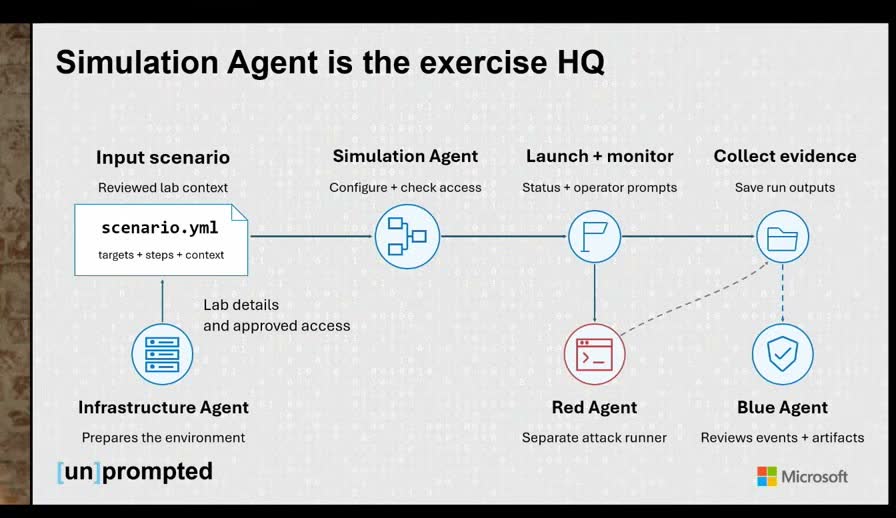 Simulation Agent is the exercise HQ
Input scenario
Reviewed lab context
scenario.yml
targets + steps + context
Lab details
and approved access
Infrastructure Agent
Prepares the environment
Simulation Agent
Configure + check access
Launch + monitor
Status + operator prompts
Collect evidence
Save run outputs
Red Agent
Separate attack runner
Blue Agent
Reviews events + artifacts
[un]prompted
Microsoft